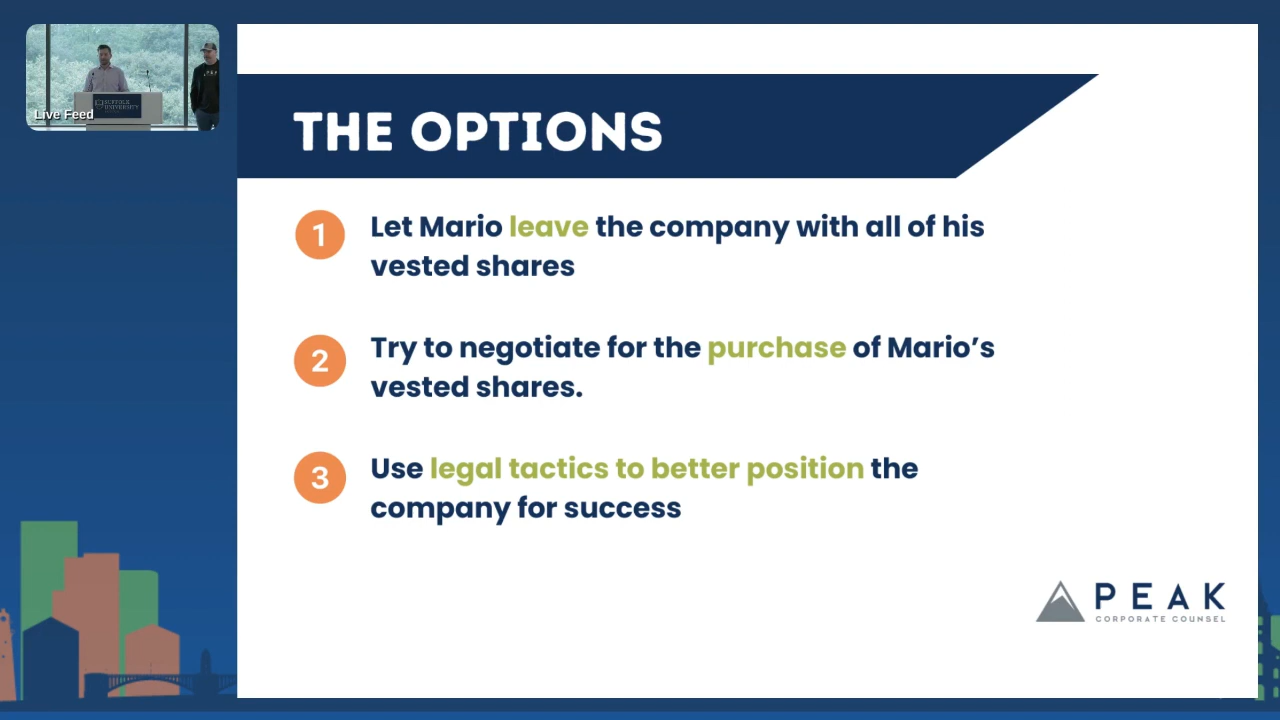 SUFFOLK
UNIVERSITY
Live Feed
THE OPTIONS
1
Let Mario leave the company with all of his
vested shares
2
Try to negotiate for the purchase of Mario’s
vested shares.
3
Use legal tactics to better position the
company for success
PEAK
CORPORATE COUNSEL